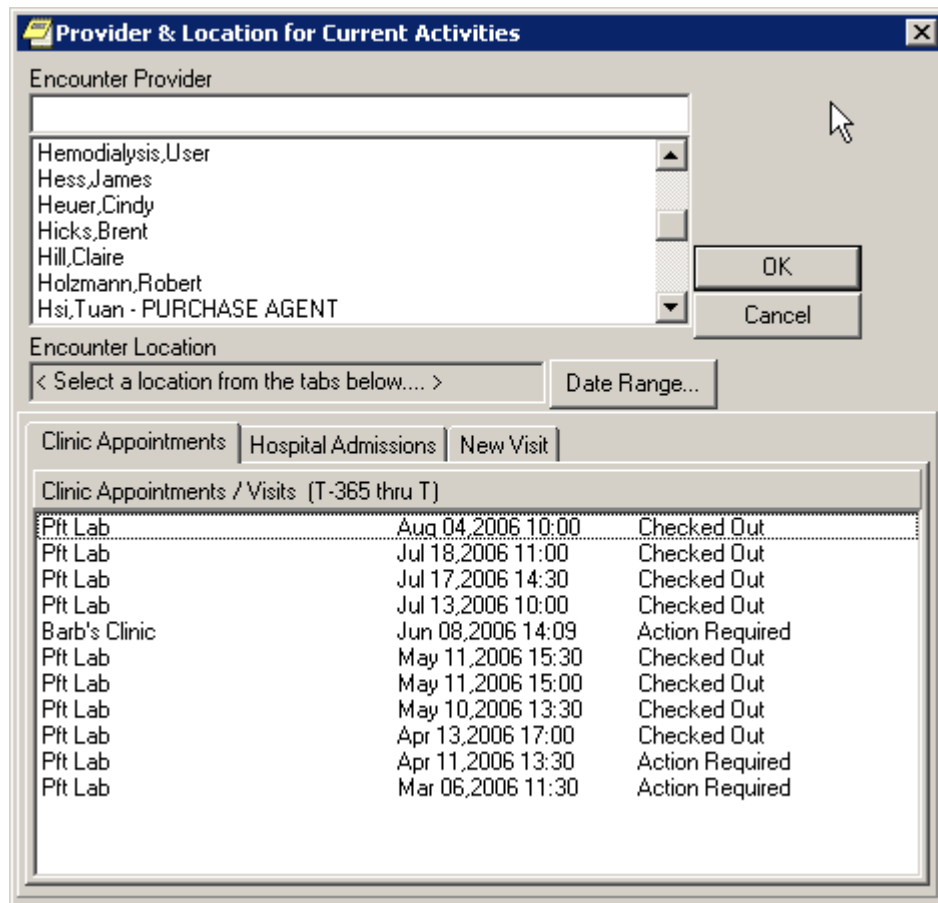 Provider & Location for Current Activities
Encounter Provider
Hemodialysis,User
Hess,James
Heuer,Cindy
Hicks,Brent
Hill,Claire
Holzmann,Robert
Hsi,Tuan - PURCHASE AGENT
OK
Cancel
Encounter Location
< Select a location from the tabs below.... >
Date Range...
Clinic Appointments Hospital Admissions New Visit
Clinic Appointments / Visits (T-365 thru T)
Pft Lab Aug 04,2006 10:00 Checked Out
Pft Lab Jul 18,2006 11:00 Checked Out
Pft Lab Jul 17,2006 14:30 Checked Out
Pft Lab Jul 13,2006 10:00 Checked Out
Barb's Clinic Jun 08,2006 14:09 Action Required
Pft Lab May 11,2006 15:30 Checked Out
Pft Lab May 11,2006 15:00 Checked Out
Pft Lab May 10,2006 13:30 Checked Out
Pft Lab Apr 13,2006 17:00 Checked Out
Pft Lab Apr 11,2006 13:30 Action Required
Pft Lab Mar 06,2006 11:30 Action Required